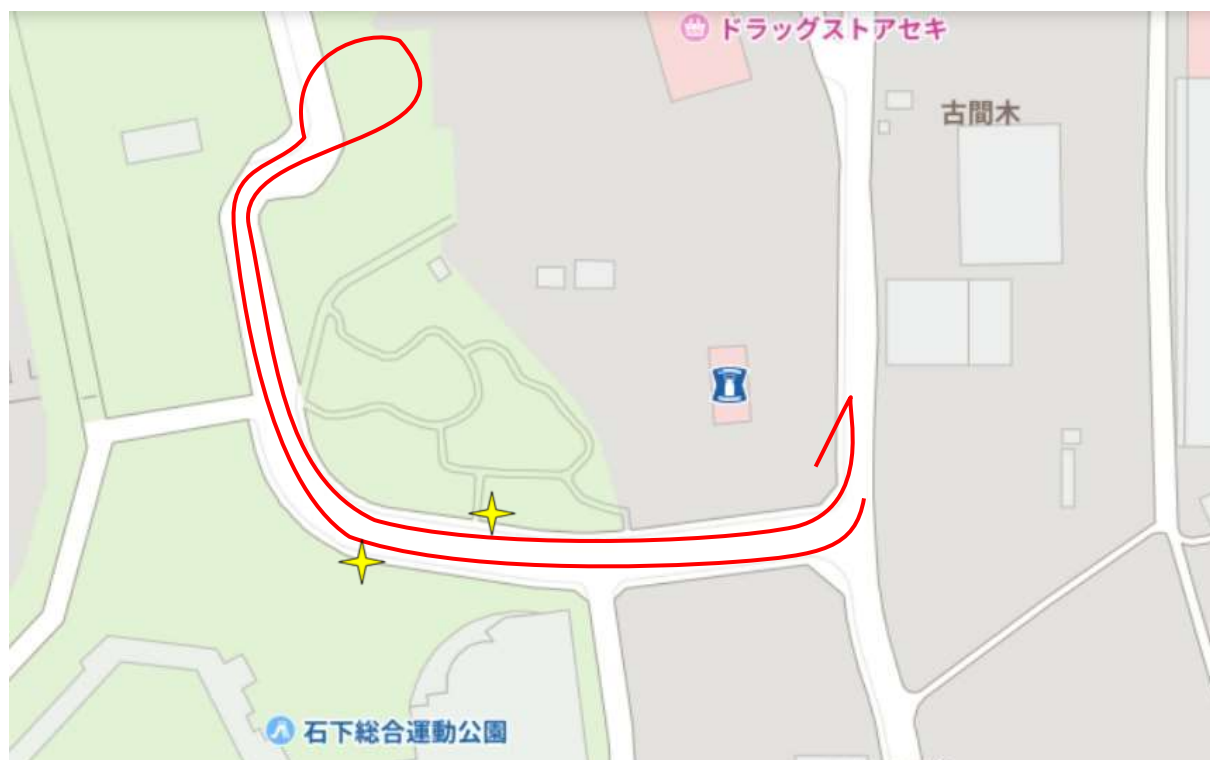 ドラッグストアセキ
古間木
石下総合運動公園